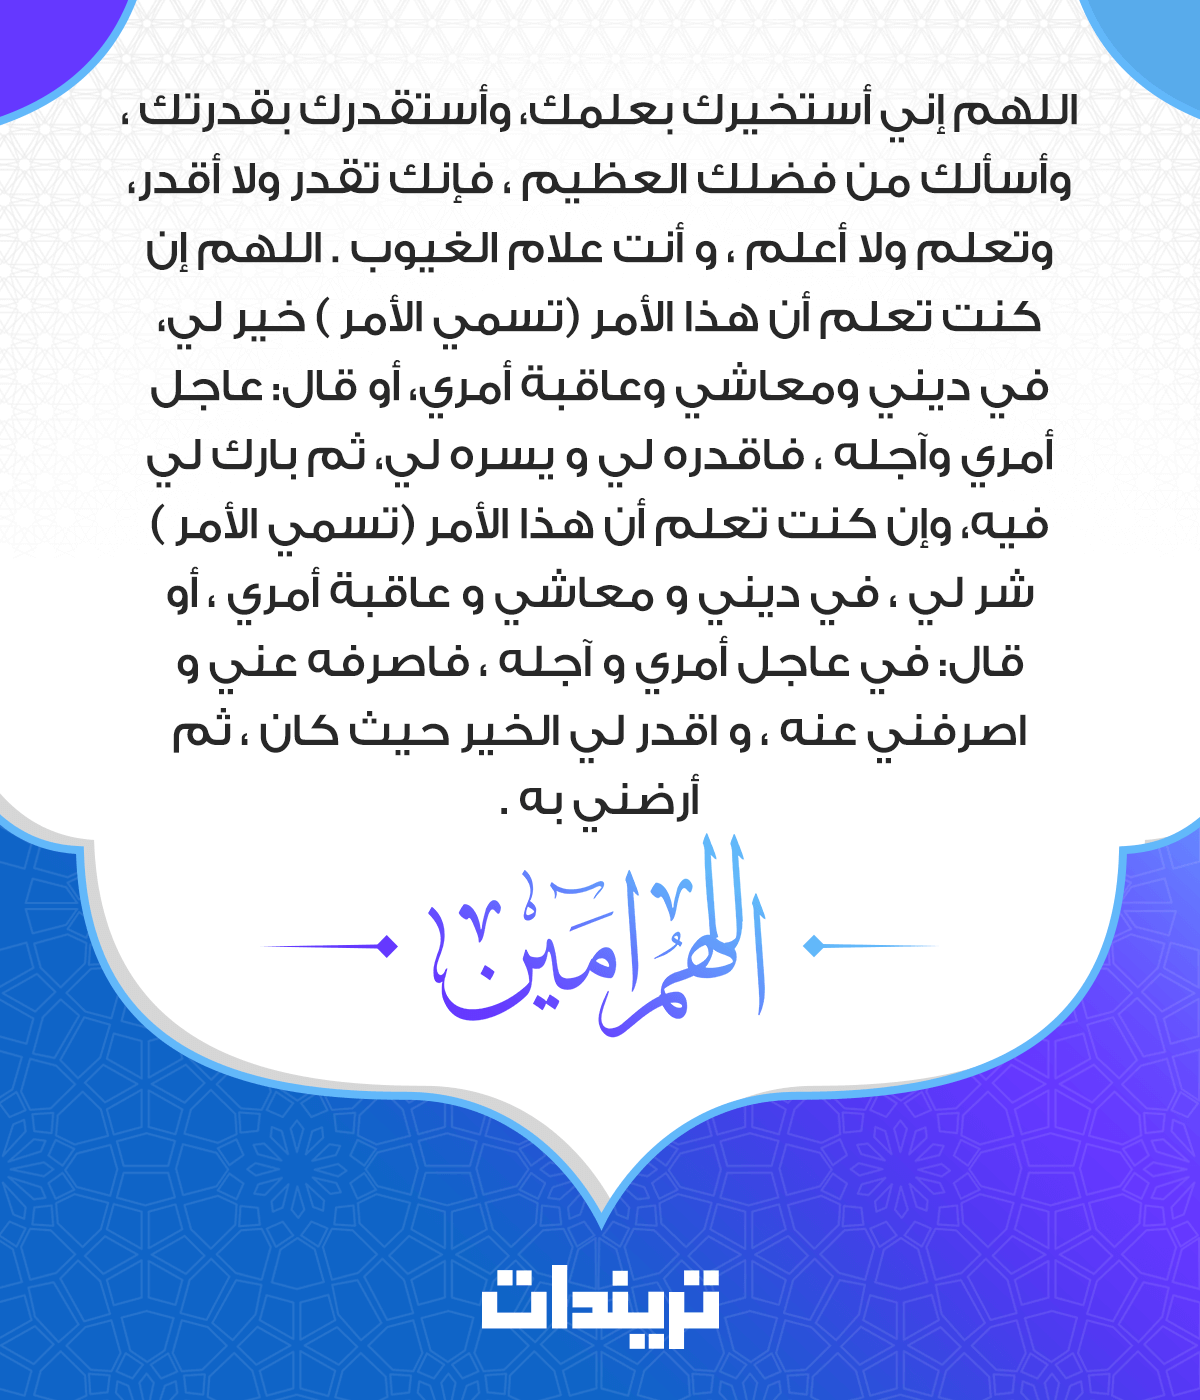 اللهم إني أستخيرك بعلمك، وأستقدرك بقدرتك ،
وأسألك من فضلك العظيم ، فإنك تقدر ولا أقدر،
وتعلم ولا أعلم ، و أنت علام الغيوب . اللهم إن
كنت تعلم أن هذا الأمر (تسمي الأمر ) خير لي،
في ديني ومعاشي وعاقبة أمري، أو قال: عاجل
أمري وآجله ، فاقدره لي و يسره لي، ثم بارك لي
فيه، وإن كنت تعلم أن هذا الأمر (تسمي الأمر )
شر لي ، في ديني و معاشي و عاقبة أمري ، أو
قال: في عاجل أمري و آجله ، فاصرفه عني و
اصرفني عنه ، و اقدر لي الخير حيث كان ، ثم
أرضني به .
اللهم امين
تريندات